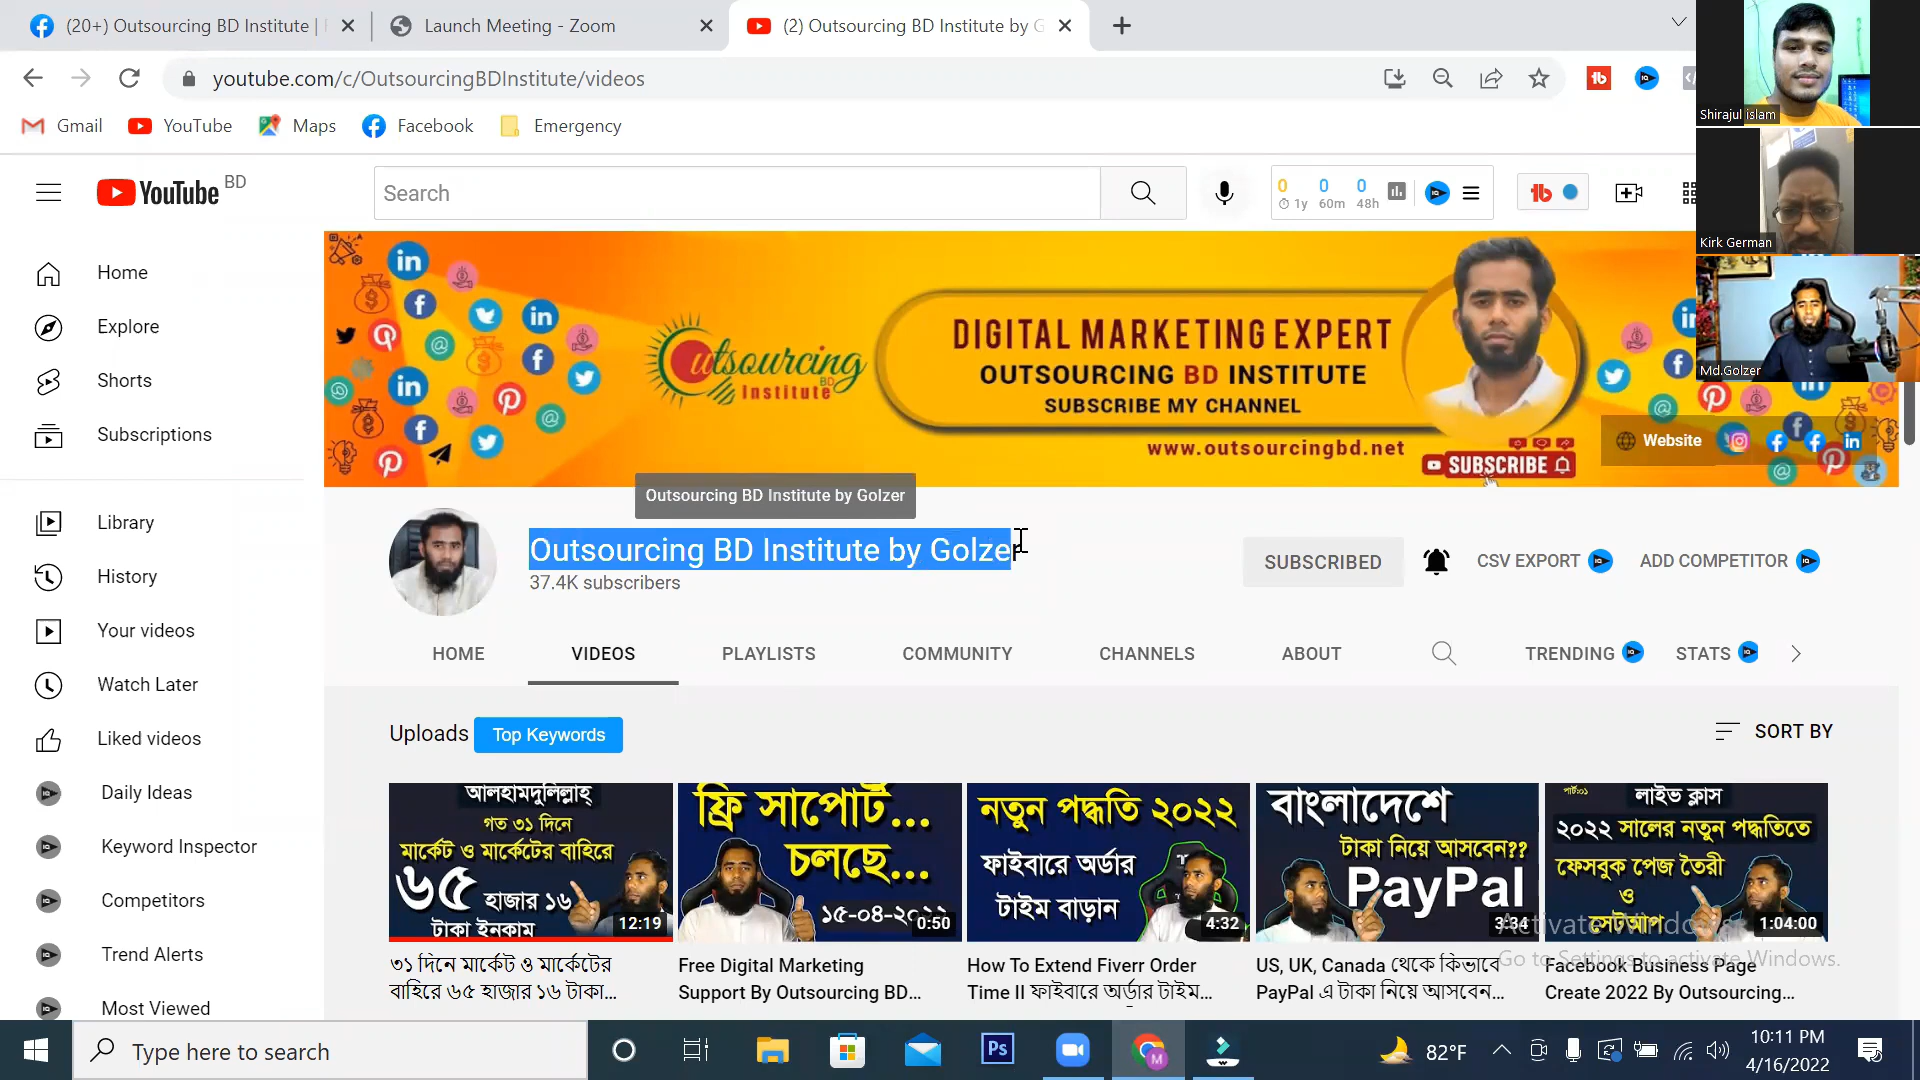 (20+) Outsourcing BD Institute |
Launch Meeting - Zoom
(2) Outsourcing BD Institute by G
youtube.com/c/OutsourcingBDInstitute/videos
Gmail
YouTube
Maps
Facebook
Emergency
Shirajul islam
Kirk German
Md.Golzer
YouTube BD
Search
0 0 0
1y 60m 48h
Home
Explore
Shorts
Subscriptions
Library
History
Your videos
Watch Later
Liked videos
Daily Ideas
Keyword Inspector
Competitors
Trend Alerts
Most Viewed
Outsourcing BD
Institute
DIGITAL MARKETING EXPERT
OUTSOURCING BD INSTITUTE
SUBSCRIBE MY CHANNEL
www.outsourcingbd.net
SUBSCRIBE
Website
Outsourcing BD Institute by Golzer
Outsourcing BD Institute by Golzer
37.4K subscribers
SUBSCRIBED
CSV EXPORT
ADD COMPETITOR
HOME
VIDEOS
PLAYLISTS
COMMUNITY
CHANNELS
ABOUT
TRENDING
STATS
Uploads
Top Keywords
SORT BY
আলহামদুলিল্লাহ্
গত ৩১ দিনে
মার্কেট ও মার্কেটের বাহিরে
৬৫ হাজার ১৬
টাকা ইনকাম
12:19
ফ্রি সাপোর্ট...
চলছে...
১৫-০৪-২০২২
0:50
নতুন পদ্ধতি ২০২২
ফাইবারে অর্ডার
টাইম বাড়ান
4:32
বাংলাদেশে
টাকা নিয়ে আসবেন??
PayPal
3:34
পার্ট:০১
লাইভ ক্লাস
২০২২ সালের নতুন পদ্ধতিতে
ফেসবুক পেজ তৈরী
ও
সেটআপ
1:04:00
৩১ দিনে মার্কেট ও মার্কেটের
বাহিরে ৬৫ হাজার ১৬ টাকা...
Free Digital Marketing
Support By Outsourcing BD...
How To Extend Fiverr Order
Time II ফাইবারে অর্ডার টাইম...
US, UK, Canada থেকে কিভাবে
PayPal এ টাকা নিয়ে আসবেন...
Facebook Business Page
Create 2022 By Outsourcing...
Activate Windows
Go to Settings to activate Windows.
Type here to search
Ps
82°F
10:11 PM
4/16/2022